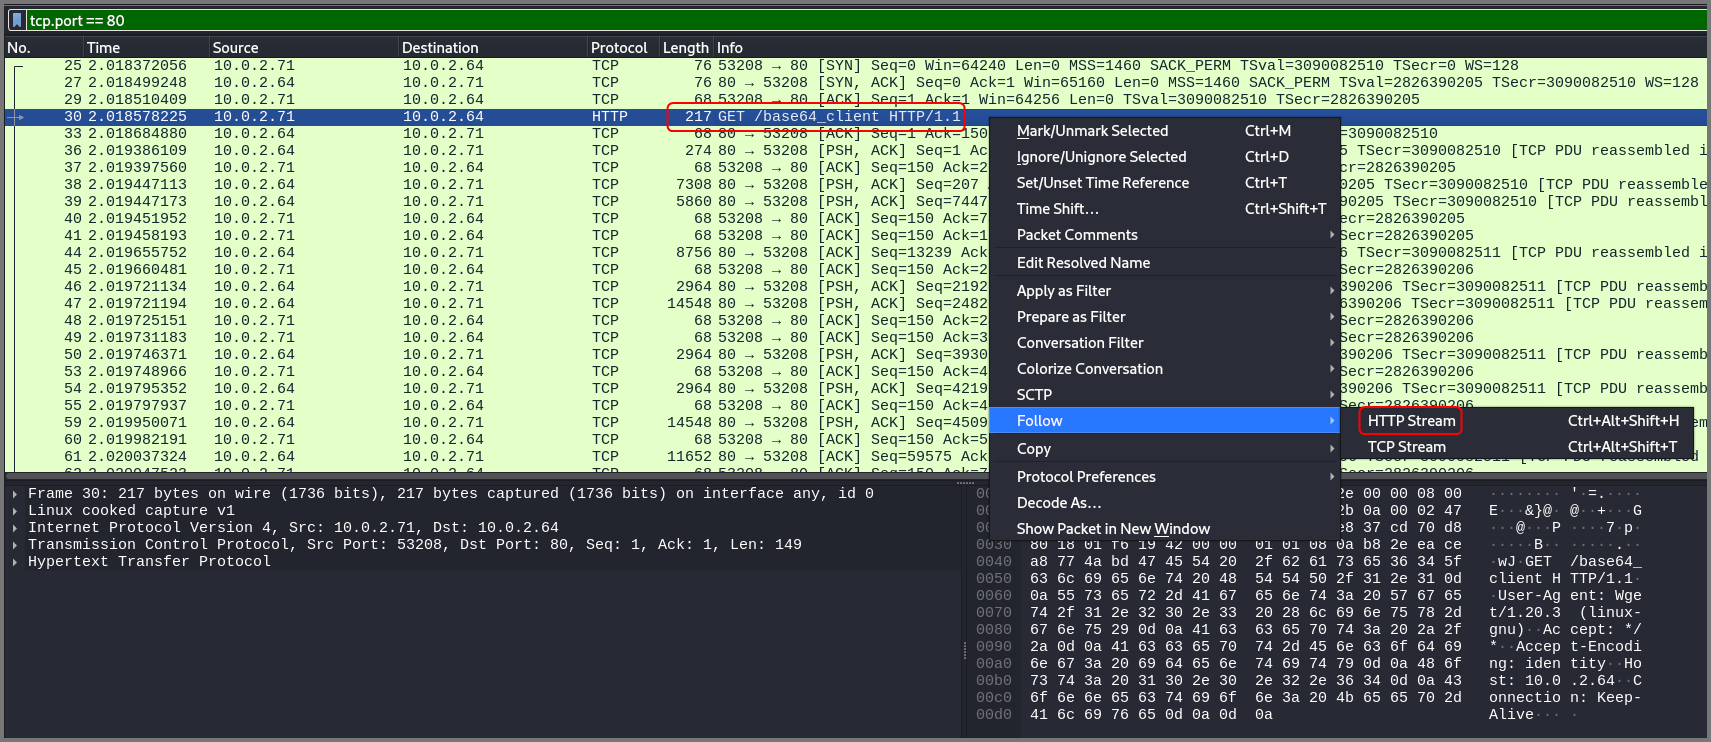 tcp.port == 80
No. Time Source Destination Protocol Length Info
25 2.018372056 10.0.2.71 10.0.2.64 TCP 76 53208 → 80 [SYN] Seq=0 Win=64240 Len=0 MSS=1460 SACK_PERM TSval=3090082510 TSecr=0 WS=128
27 2.018499248 10.0.2.64 10.0.2.71 TCP 76 80 → 53208 [SYN, ACK] Seq=0 Ack=1 Win=65160 Len=0 MSS=1460 SACK_PERM TSval=2826390205 TSecr=3090082510 WS=128
29 2.018510409 10.0.2.71 10.0.2.64 TCP 68 53208 → 80 [ACK] Seq=1 Ack=1 Win=64256 Len=0 TSval=3090082510 TSecr=2826390205
30 2.018578225 10.0.2.71 10.0.2.64 HTTP 217 GET /base64_client HTTP/1.1
33 2.018684880 10.0.2.64 10.0.2.71 TCP 68 80 → 53208 [ACK] Seq=1 Ack=150 =3090082510
36 2.019386109 10.0.2.64 10.0.2.71 TCP 274 80 → 53208 [PSH, ACK] Seq=1 Ac 5 TSecr=3090082510 [TCP PDU reassembled i
37 2.019397560 10.0.2.71 10.0.2.64 TCP 68 53208 → 80 [ACK] Seq=150 Ack=2 cr=2826390205
38 2.019447113 10.0.2.64 10.0.2.71 TCP 7308 80 → 53208 [PSH, ACK] Seq=207 0205 TSecr=3090082510 [TCP PDU reassemble
39 2.019447173 10.0.2.64 10.0.2.71 TCP 5860 80 → 53208 [PSH, ACK] Seq=7447 90205 TSecr=3090082510 [TCP PDU reassemb
40 2.019451952 10.0.2.71 10.0.2.64 TCP 68 53208 → 80 [ACK] Seq=150 Ack=7 ecr=2826390205
41 2.019458193 10.0.2.71 10.0.2.64 TCP 68 53208 → 80 [ACK] Seq=150 Ack=1 Secr=2826390205
44 2.019655752 10.0.2.64 10.0.2.71 TCP 8756 80 → 53208 [PSH, ACK] Seq=13239 Ack 90206 TSecr=3090082511 [TCP PDU reassembled i
45 2.019660481 10.0.2.71 10.0.2.64 TCP 68 53208 → 80 [ACK] Seq=150 Ack=2 Secr=2826390206
46 2.019721134 10.0.2.64 10.0.2.71 TCP 2964 80 → 53208 [PSH, ACK] Seq=2192 390206 TSecr=3090082511 [TCP PDU reassemb
47 2.019721194 10.0.2.64 10.0.2.71 TCP 14548 80 → 53208 [PSH, ACK] Seq=2482 6390206 TSecr=3090082511 [TCP PDU reassem
48 2.019725151 10.0.2.71 10.0.2.64 TCP 68 53208 → 80 [ACK] Seq=150 Ack=2 Secr=2826390206
49 2.019731183 10.0.2.71 10.0.2.64 TCP 68 53208 → 80 [ACK] Seq=150 Ack=3 Secr=2826390206
50 2.019746371 10.0.2.64 10.0.2.71 TCP 2964 80 → 53208 [PSH, ACK] Seq=3930 390206 TSecr=3090082511 [TCP PDU reassemb
53 2.019748966 10.0.2.71 10.0.2.64 TCP 68 53208 → 80 [ACK] Seq=150 Ack=4 Secr=2826390206
54 2.019795352 10.0.2.64 10.0.2.71 TCP 2964 80 → 53208 [PSH, ACK] Seq=4219 390206 TSecr=3090082511 [TCP PDU reassemb
55 2.019797937 10.0.2.71 10.0.2.64 TCP 68 53208 → 80 [ACK] Seq=150 Ack=4 Secr=2826390206
59 2.019950071 10.0.2.64 10.0.2.71 TCP 14548 80 → 53208 [PSH, ACK] Seq=4509
60 2.019982191 10.0.2.71 10.0.2.64 TCP 68 53208 → 80 [ACK] Seq=150 Ack=5
61 2.020037324 10.0.2.64 10.0.2.71 TCP 11652 80 → 53208 [PSH, ACK] Seq=59575 Ack
Mark/Unmark Selected Ctrl+M
Ignore/Unignore Selected Ctrl+D
Set/Unset Time Reference Ctrl+T
Time Shift... Ctrl+Shift+T
Packet Comments
Edit Resolved Name
Apply as Filter
Prepare as Filter
Conversation Filter
Colorize Conversation
SCTP
Follow
Copy
Protocol Preferences
Decode As...
Show Packet in New Window
HTTP Stream Ctrl+Alt+Shift+H
TCP Stream Ctrl+Alt+Shift+T
Frame 30: 217 bytes on wire (1736 bits), 217 bytes captured (1736 bits) on interface any, id 0
Linux cooked capture v1
Internet Protocol Version 4, Src: 10.0.2.71, Dst: 10.0.2.64
Transmission Control Protocol, Src Port: 53208, Dst Port: 80, Seq: 1, Ack: 1, Len: 149
Hypertext Transfer Protocol
00 2e 00 00 08 00 ········ '·=·····
00 2b 0a 00 02 47 E···&}@· @··+···G
00 e8 37 cd 70 d8 ···@···P ····7·p·
0030 80 18 01 f6 19 42 00 00 01 01 08 0a b8 2e ea ce ·····B·· ·····.··
0040 a8 77 4a bd 47 45 54 20 2f 62 61 73 65 36 34 5f ·wJ·GET /base64_
0050 63 6c 69 65 6e 74 20 48 54 54 50 2f 31 2e 31 0d client H TTP/1.1·
0060 0a 55 73 65 72 2d 41 67 65 6e 74 3a 20 57 67 65 ·User-Ag ent: Wge
0070 74 2f 31 2e 32 30 2e 33 20 28 6c 69 6e 75 78 2d t/1.20.3 (linux-
0080 67 6e 75 29 0d 0a 41 63 63 65 70 74 3a 20 2a 2f gnu)··Ac cept: */
0090 2a 0d 0a 41 63 63 65 70 74 2d 45 6e 63 6f 64 69 *··Accep t-Encodi
00a0 6e 67 3a 20 69 64 65 6e 74 69 74 79 0d 0a 48 6f ng: iden tity··Ho
00b0 73 74 3a 20 31 30 2e 30 2e 32 2e 36 34 0d 0a 43 st: 10.0 .2.64··C
00c0 6f 6e 6e 65 63 74 69 6f 6e 3a 20 4b 65 65 70 2d onnectio n: Keep-
00d0 41 6c 69 76 65 0d 0a 0d 0a Alive··· ·